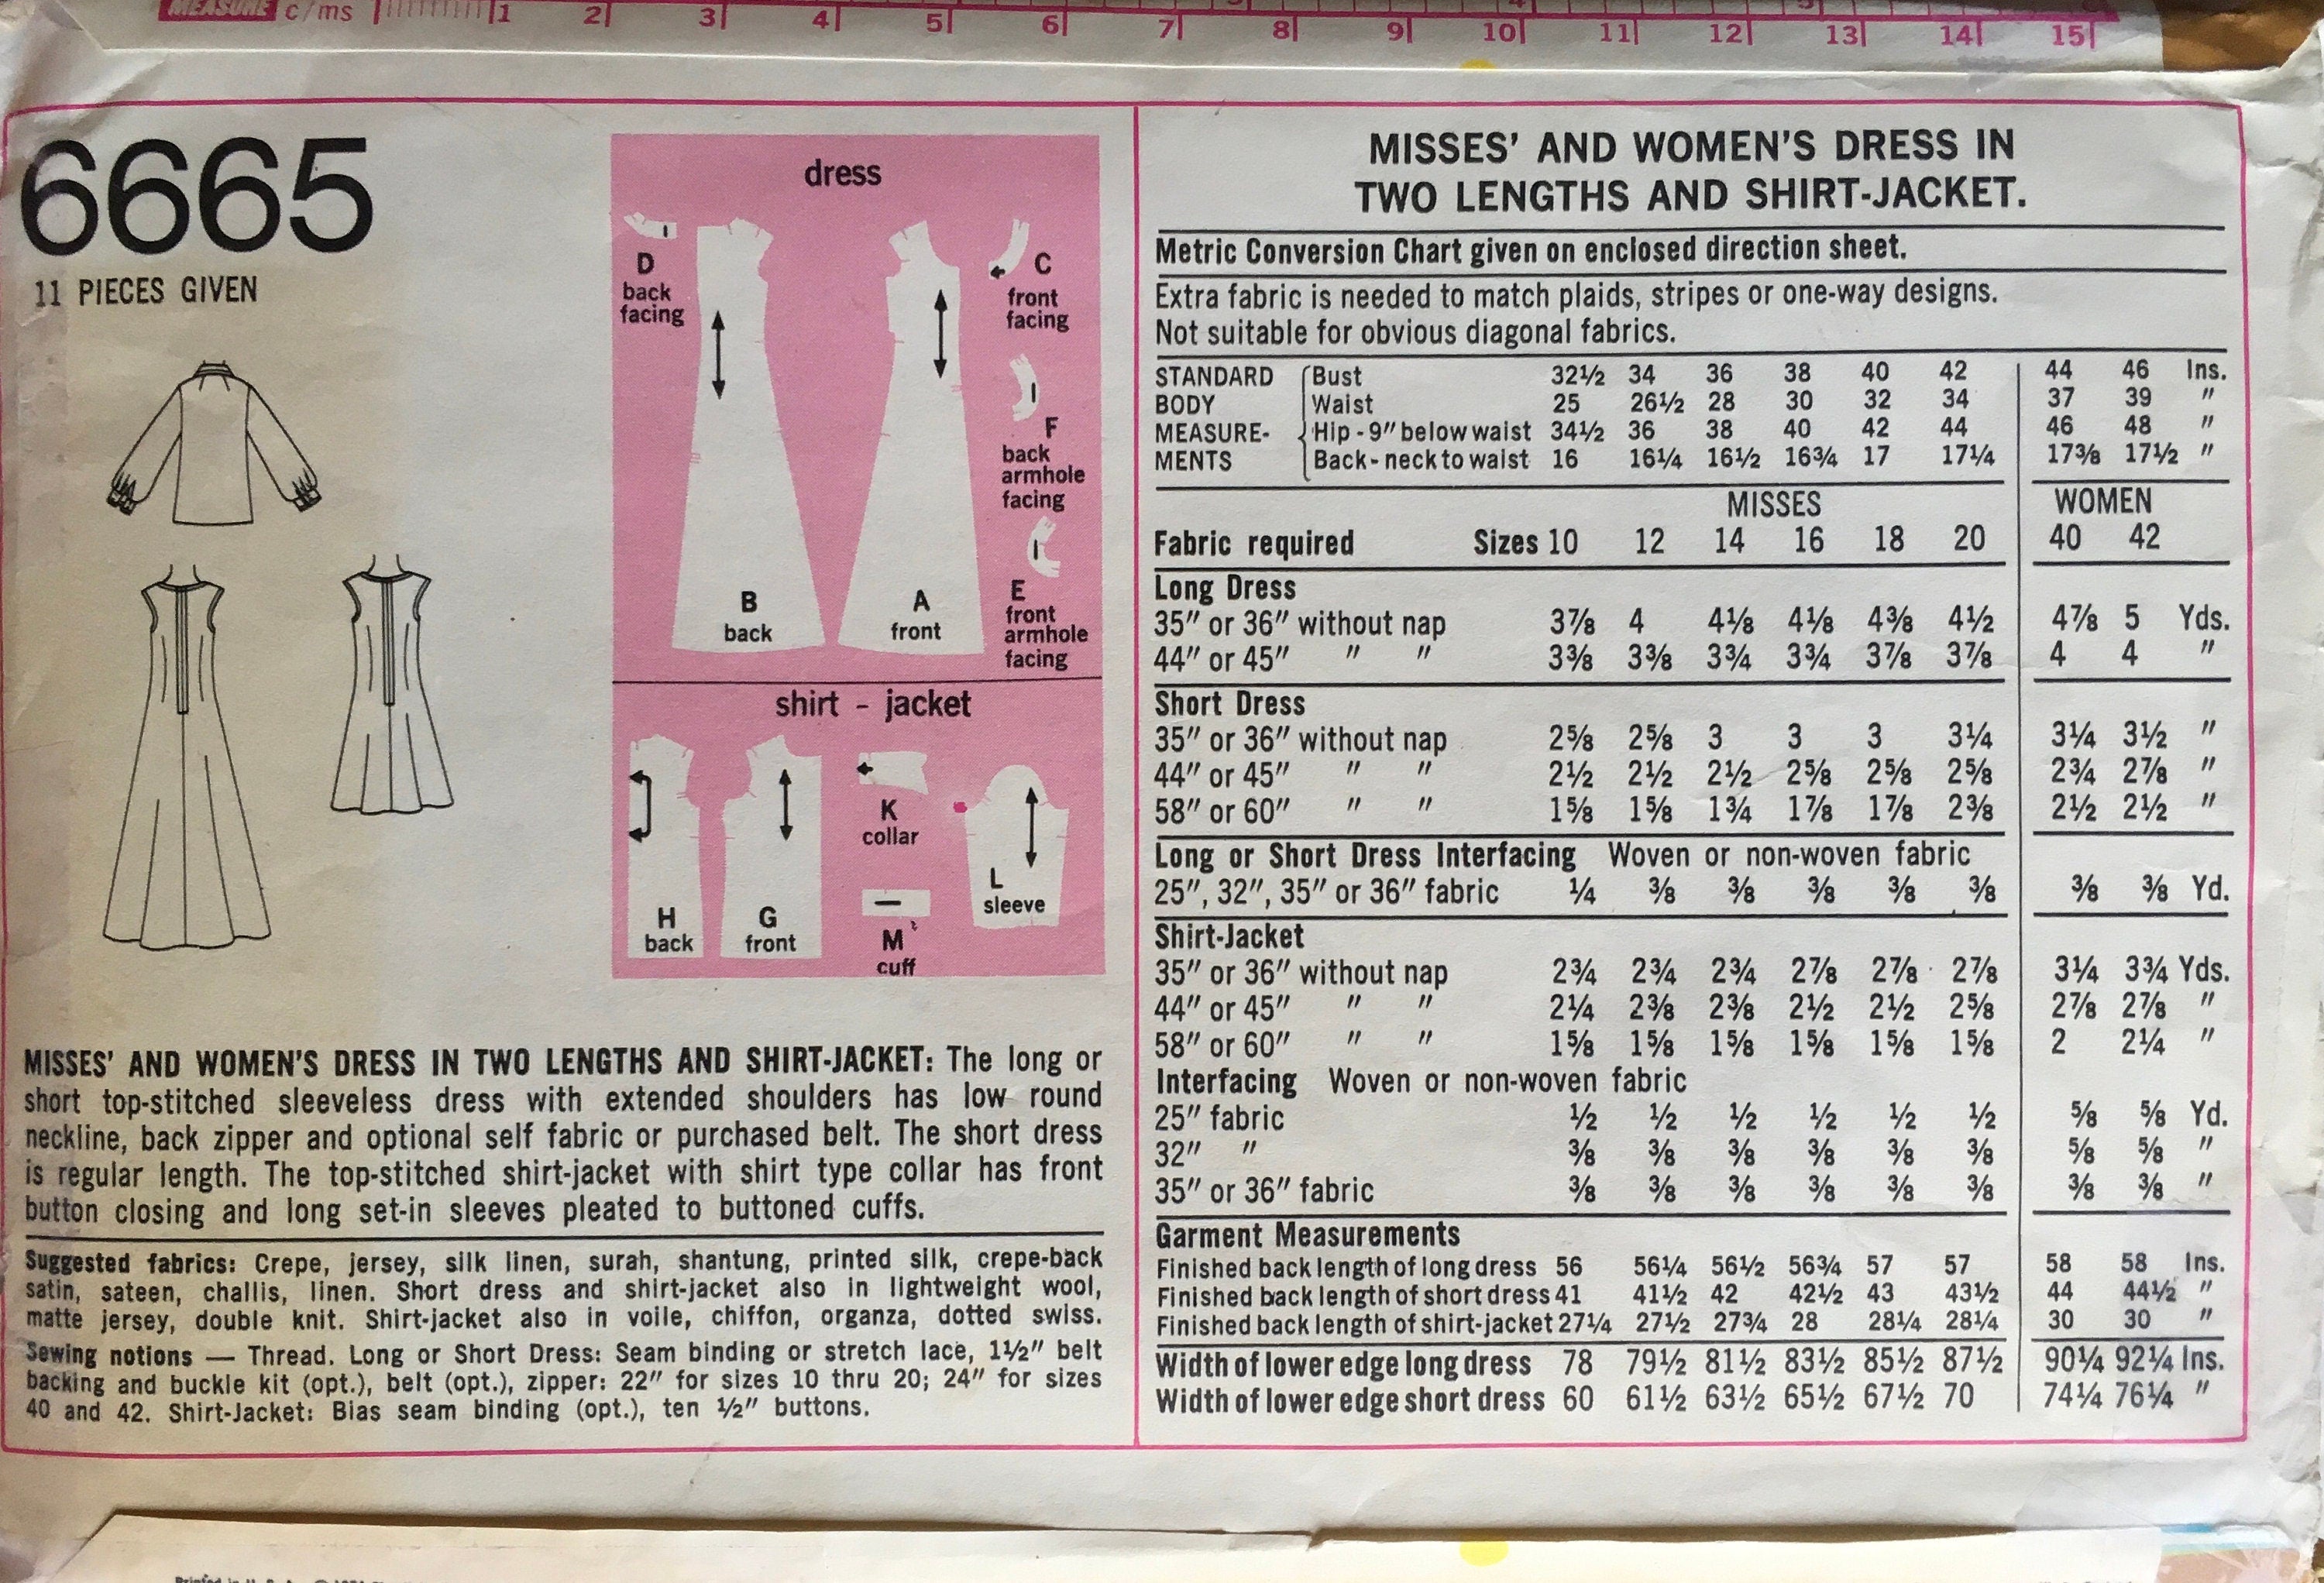 MEASURE c/ms 1 2 3 4 5 6 7 8 9 10 11 12 13 14 15
6665
11 PIECES GIVEN
dress
D
back
facing
C
front
facing
F
back
armhole
facing
E
front
armhole
facing
B
back
A
front
shirt - jacket
H
back
G
front
K
collar
M
cuff
L
sleeve
MISSES' AND WOMEN'S DRESS IN TWO LENGTHS AND SHIRT-JACKET: The long or
short top-stitched sleeveless dress with extended shoulders has low round
neckline, back zipper and optional self fabric or purchased belt. The short dress
is regular length. The top-stitched shirt-jacket with shirt type collar has front
button closing and long set-in sleeves pleated to buttoned cuffs.
Suggested fabrics: Crepe, jersey, silk linen, surah, shantung, printed silk, crepe-back
satin, sateen, challis, linen. Short dress and shirt-jacket also in lightweight wool,
matte jersey, double knit. Shirt-jacket also in voile, chiffon, organza, dotted swiss.
Sewing notions — Thread. Long or Short Dress: Seam binding or stretch lace, 1½" belt
backing and buckle kit (opt.), belt (opt.), zipper: 22" for sizes 10 thru 20; 24" for sizes
40 and 42. Shirt-Jacket: Bias seam binding (opt.), ten ½" buttons.
MISSES' AND WOMEN'S DRESS IN
TWO LENGTHS AND SHIRT-JACKET.
Metric Conversion Chart given on enclosed direction sheet.
Extra fabric is needed to match plaids, stripes or one-way designs.
Not suitable for obvious diagonal fabrics.
STANDARD Bust 32½ 34 36 38 40 42 44 46 Ins.
BODY Waist 25 26½ 28 30 32 34 37 39 "
MEASURE- Hip - 9" below waist 34½ 36 38 40 42 44 46 48 "
MENTS Back - neck to waist 16 16¼ 16½ 16¾ 17 17¼ 17⅜ 17½ "
MISSES WOMEN
Fabric required Sizes 10 12 14 16 18 20 40 42
Long Dress
35" or 36" without nap 3⅞ 4 4⅛ 4⅛ 4⅜ 4½ 4⅞ 5 Yds.
44" or 45" " " 3⅜ 3⅜ 3¾ 3¾ 3⅞ 3⅞ 4 4 "
Short Dress
35" or 36" without nap 2⅝ 2⅝ 3 3 3 3¼ 3¼ 3½ "
44" or 45" " " 2½ 2½ 2½ 2⅝ 2⅝ 2⅝ 2¾ 2⅞ "
58" or 60" " " 1⅝ 1⅝ 1¾ 1⅞ 1⅞ 2⅜ 2½ 2½ "
Long or Short Dress Interfacing Woven or non-woven fabric
25", 32", 35" or 36" fabric ¼ ⅜ ⅜ ⅜ ⅜ ⅜ ⅜ ⅜ Yd.
Shirt-Jacket
35" or 36" without nap 2¾ 2¾ 2¾ 2⅞ 2⅞ 2⅞ 3¼ 3¾ Yds.
44" or 45" " " 2¼ 2⅜ 2⅜ 2½ 2½ 2⅝ 2⅞ 2⅞ "
58" or 60" " " 1⅝ 1⅝ 1⅝ 1⅝ 1⅝ 1⅝ 2 2¼ "
Interfacing Woven or non-woven fabric
25" fabric ½ ½ ½ ½ ½ ½ ⅝ ⅝ Yd.
32" " ⅜ ⅜ ⅜ ⅜ ⅜ ⅜ ⅝ ⅝ "
35" or 36" fabric ⅜ ⅜ ⅜ ⅜ ⅜ ⅜ ⅜ ⅜ "
Garment Measurements
Finished back length of long dress 56 56¼ 56½ 56¾ 57 57 58 58 Ins.
Finished back length of short dress 41 41½ 42 42½ 43 43½ 44 44½ "
Finished back length of shirt-jacket 27¼ 27½ 27¾ 28 28¼ 28¼ 30 30 "
Width of lower edge long dress 78 79½ 81½ 83½ 85½ 87½ 90¼ 92¼ Ins.
Width of lower edge short dress 60 61½ 63½ 65½ 67½ 70 74¼ 76¼ "